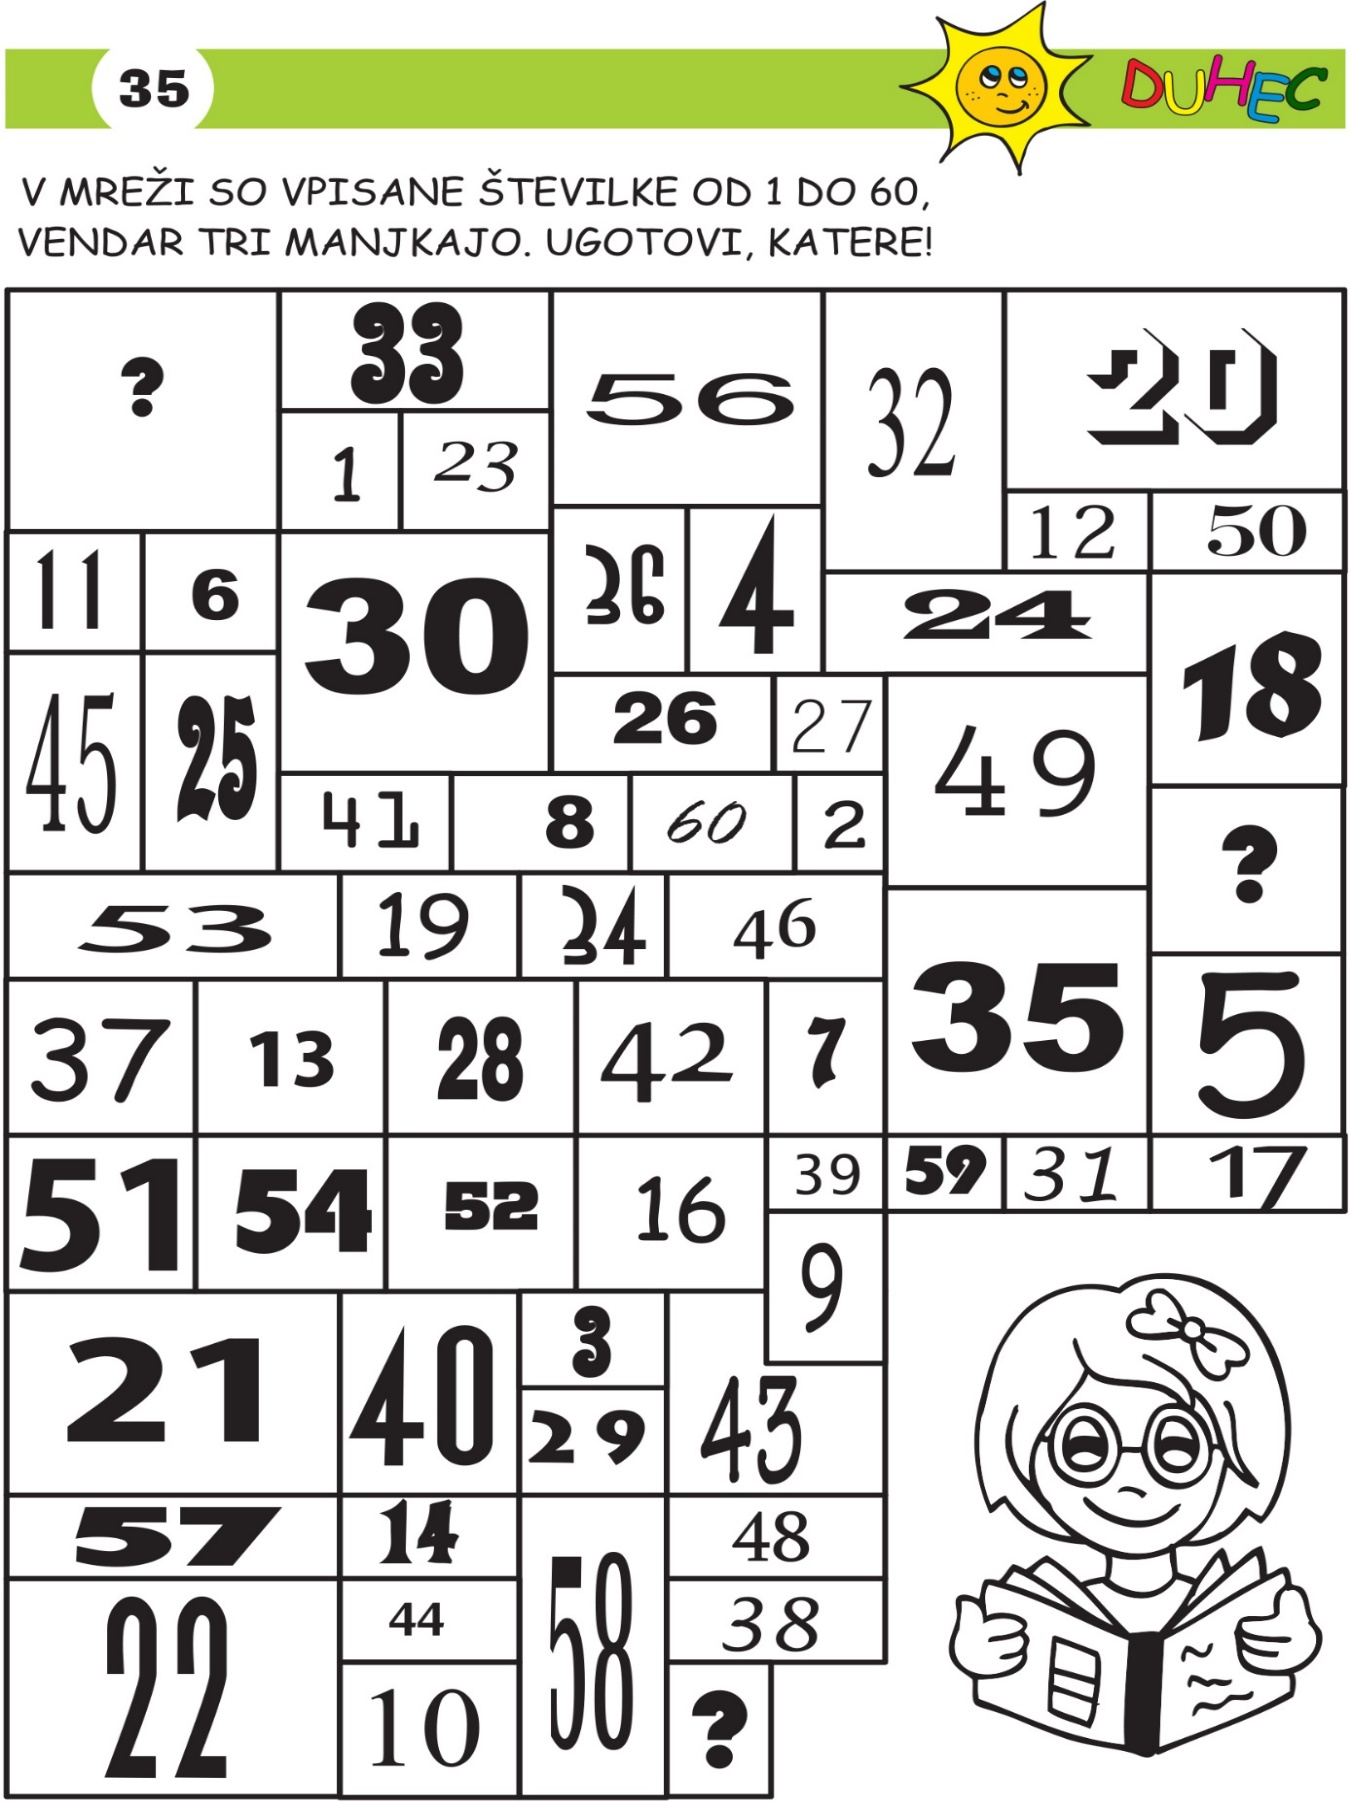 35
DUHEC
V MREŽI SO VPISANE ŠTEVILKE OD 1 DO 60,
VENDAR TRI MANJKAJO. UGOTOVI, KATERE!
? 33 56 32 20
1 23 12 50
11 6 30 36 4 24 18
45 25 26 27 49
41 8 60 2 ?
53 19 34 46 35
37 13 28 42 7 5
51 54 52 16 39 59 31 17
9
21 40 3 43
29
57 14 58 48
22 44 38
10 ?